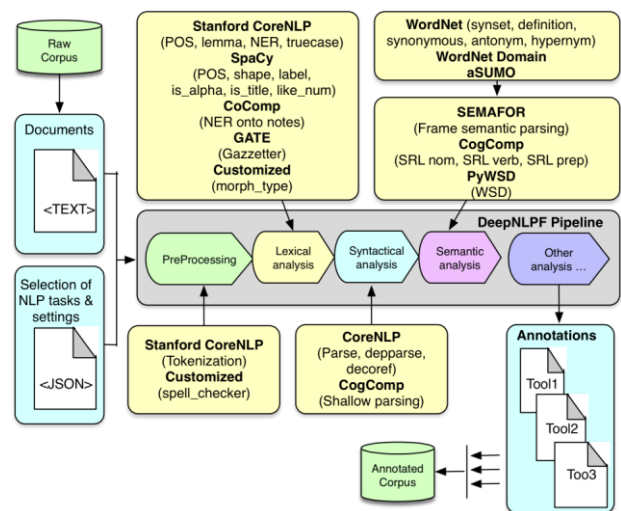 Raw
Corpus
Documents
<TEXT>
Selection of
NLP tasks &
settings
<JSON>
Stanford CoreNLP
(POS, lemma, NER, truecase)
SpaCy
(POS, shape, label,
is_alpha, is_title, like_num)
CoComp
(NER onto notes)
GATE
(Gazzetter)
Customized
(morph_type)
WordNet (synset, definition,
synonymous, antonym, hypernym)
WordNet Domain
aSUMO
SEMAFOR
(Frame semantic parsing)
CogComp
(SRL nom, SRL verb, SRL prep)
PyWSD
(WSD)
DeepNLPF Pipeline
PreProcessing
Lexical
analysis
Syntactical
analysis
Semantic
analysis
Other
analysis ...
Stanford CoreNLP
(Tokenization)
Customized
(spell_checker)
CoreNLP
(Parse, depparse,
decoref)
CogComp
(Shallow parsing)
Annotations
Tool1
Tool2
Too3
Annotated
Corpus